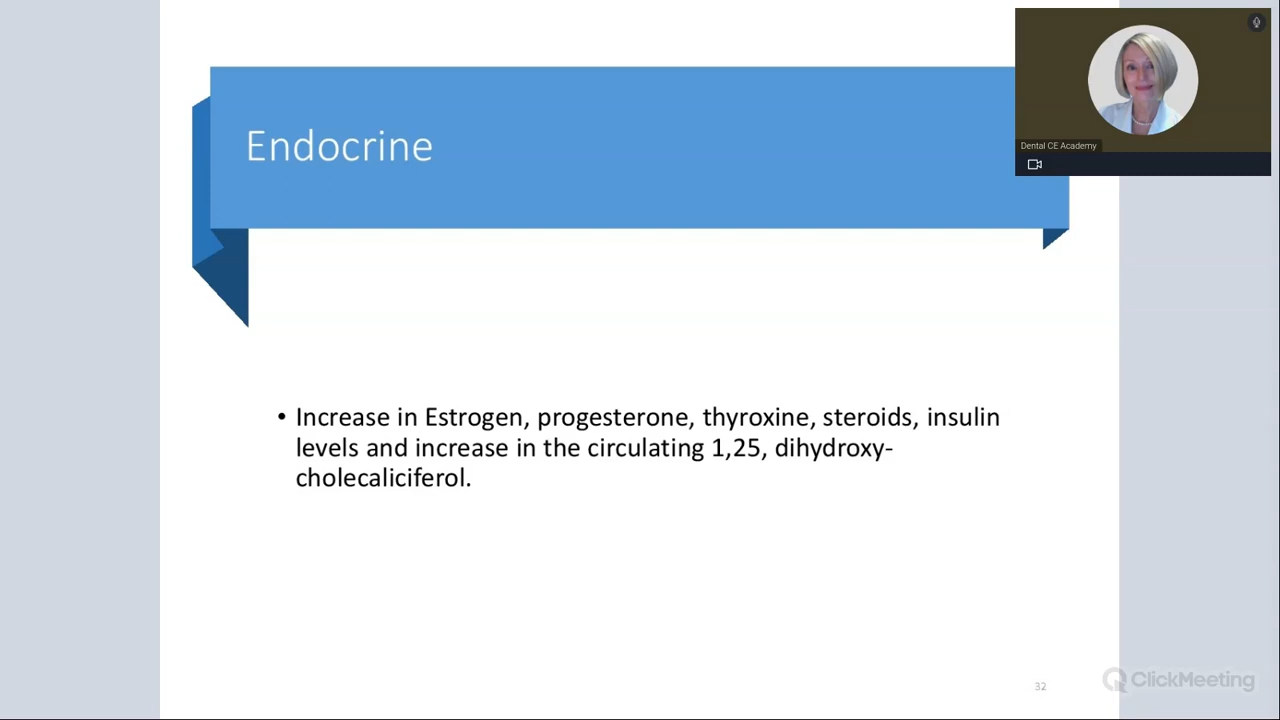 Endocrine
Dental CE Academy
• Increase in Estrogen, progesterone, thyroxine, steroids, insulin
levels and increase in the circulating 1,25, dihydroxy-
cholecaliciferol.
32
ClickMeeting